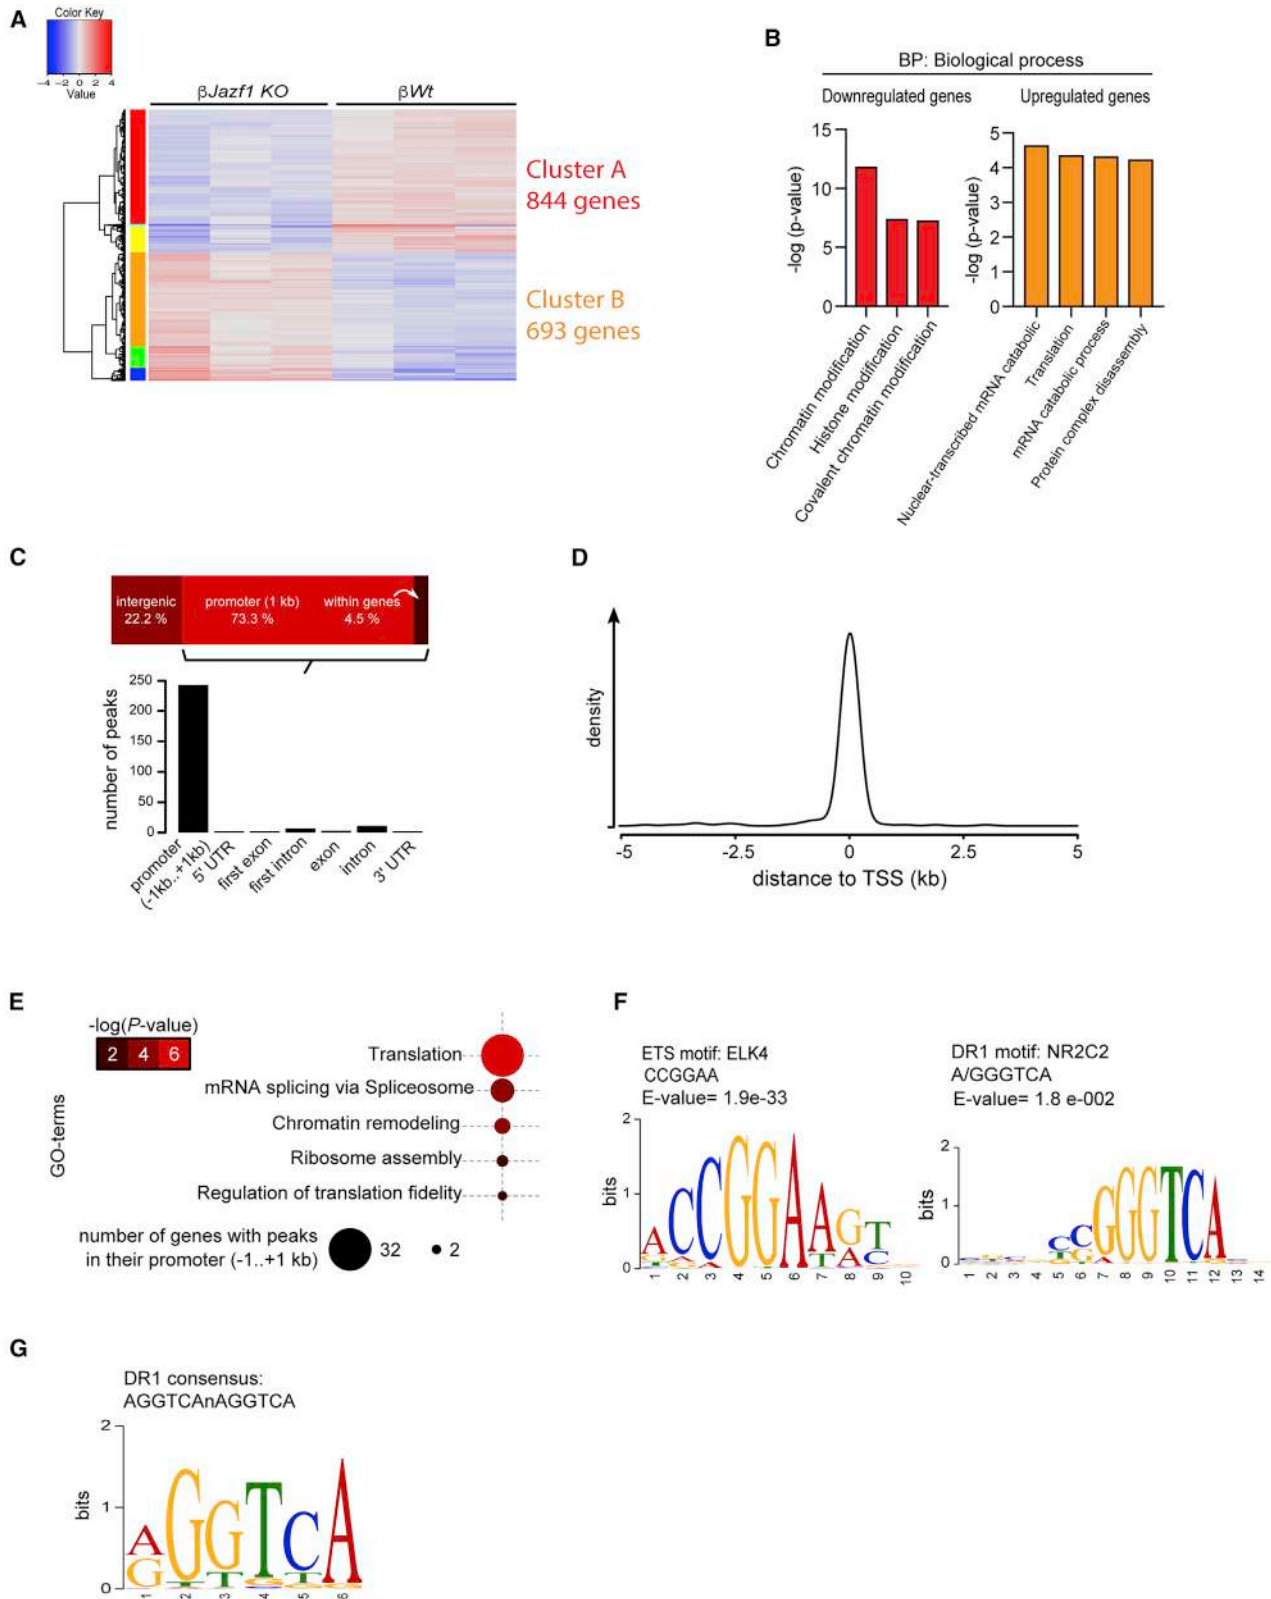 A
Color Key
−4 −2 0 2 4
Value
βJazf1 KO
βWt
Cluster A
844 genes
Cluster B
693 genes
B
BP: Biological process
Downregulated genes
Upregulated genes
-log (p-value)
15
10
5
0
Chromatin modification
Histone modification
Covalent chromatin modification
-log (p-value)
5
4
3
2
1
0
Nuclear-transcribed mRNA catabolic
Translation
mRNA catabolic process
Protein complex disassembly
C
intergenic
22.2 %
promoter (1 kb)
73.3 %
within genes
4.5 %
number of peaks
250
200
150
100
50
0
promoter
(-1kb..+1kb)
5' UTR
first exon
first intron
exon
intron
3' UTR
D
density
-5 -2.5 0 2.5 5
distance to TSS (kb)
E
-log(P-value)
2 4 6
GO-terms
Translation
mRNA splicing via Spliceosome
Chromatin remodeling
Ribosome assembly
Regulation of translation fidelity
number of genes with peaks
in their promoter (-1..+1 kb)
32
2
F
ETS motif: ELK4
CCGGAA
E-value= 1.9e-33
bits
2
1
0
1 2 3 4 5 6 7 8 9 10
DR1 motif: NR2C2
A/GGGTCA
E-value= 1.8 e-002
bits
2
1
0
1 2 3 4 5 6 7 8 9 10 11 12 13 14
G
DR1 consensus:
AGGTCAnAGGTCA
bits
2
1
0
1 2 3 4 5 6